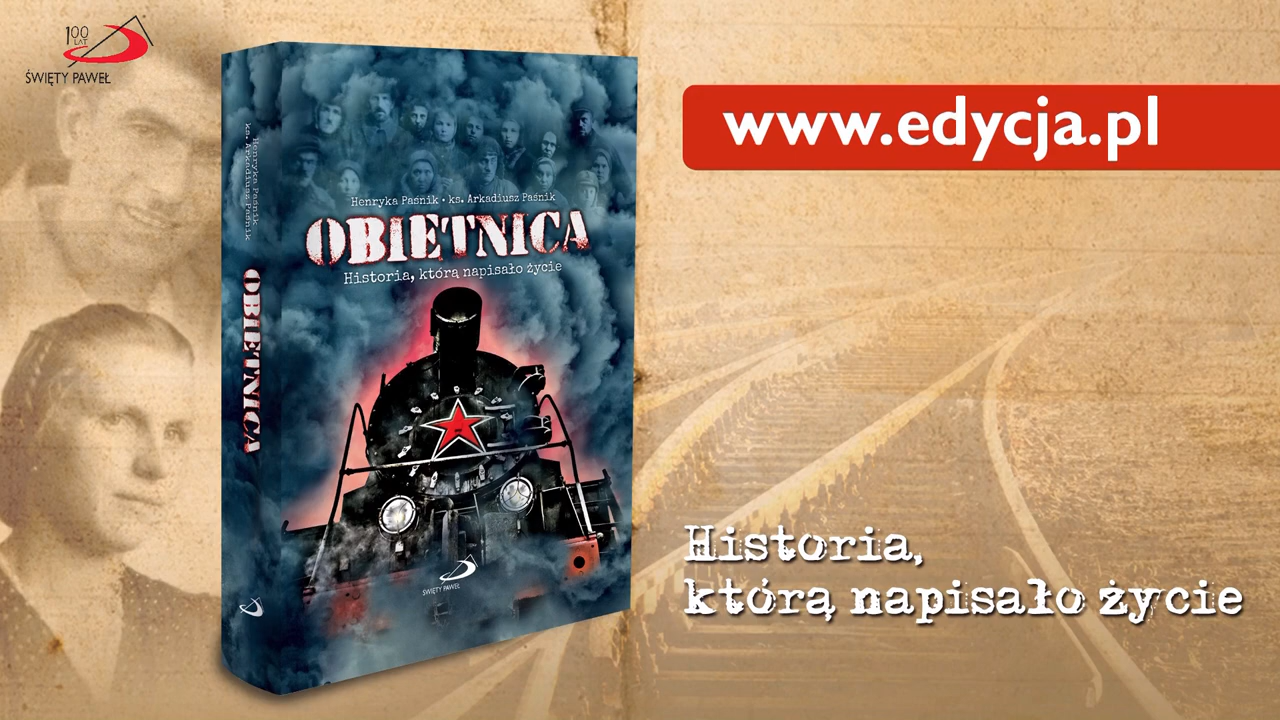 100
LAT
ŚWIĘTY PAWEŁ
Henryka Paśnik
ks. Arkadiusz Paśnik
OBIETNICA
Henryka Paśnik • ks. Arkadiusz Paśnik
OBIETNICA
Historia, którą napisało życie
ŚWIĘTY PAWEŁ
www.edycja.pl
Historia,
którą napisało życie